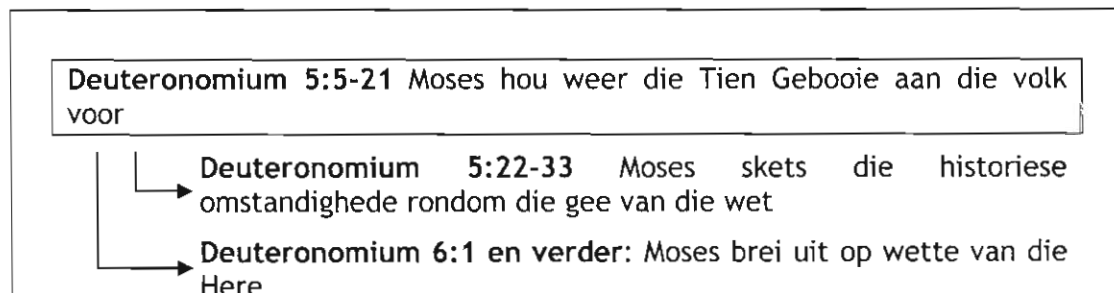 Deuteronomium 5:5-21 Moses hou weer die Tien Gebooie aan die volk
voor
Deuteronomium 5:22-33 Moses skets die historiese
omstandighede rondom die gee van die wet
Deuteronomium 6:1 en verder: Moses brei uit op wette van die
Here